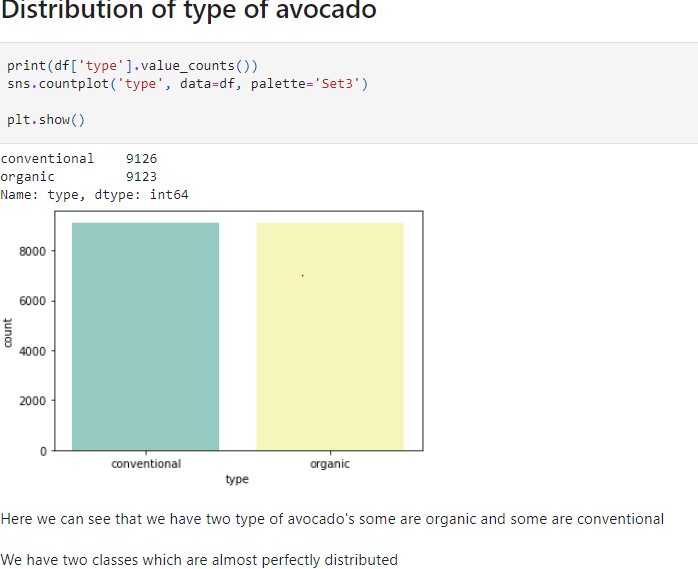 Distribution of type of avocado
print(df['type'].value_counts())
sns.countplot('type', data=df, palette='Set3')
plt.show()
conventional    9126
organic         9123
Name: type, dtype: int64
8000
6000
4000
2000
0
count
conventional organic
type
Here we can see that we have two type of avocado's some are organic and some are conventional
We have two classes which are almost perfectly distributed